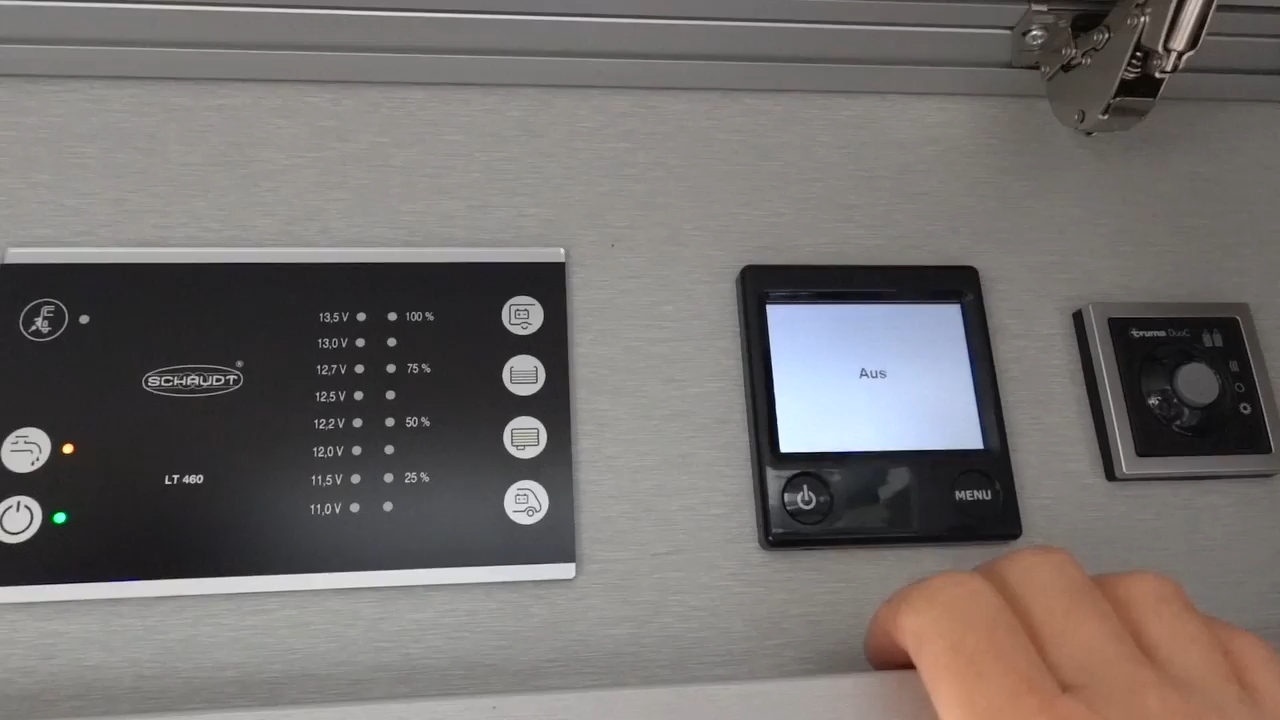 SCHAUDT®
LT 460
13,5 V 100 %
13,0 V
12,7 V 75 %
12,5 V
12,2 V 50 %
12,0 V
11,5 V 25 %
11,0 V
Aus
MENU
truma DuoC